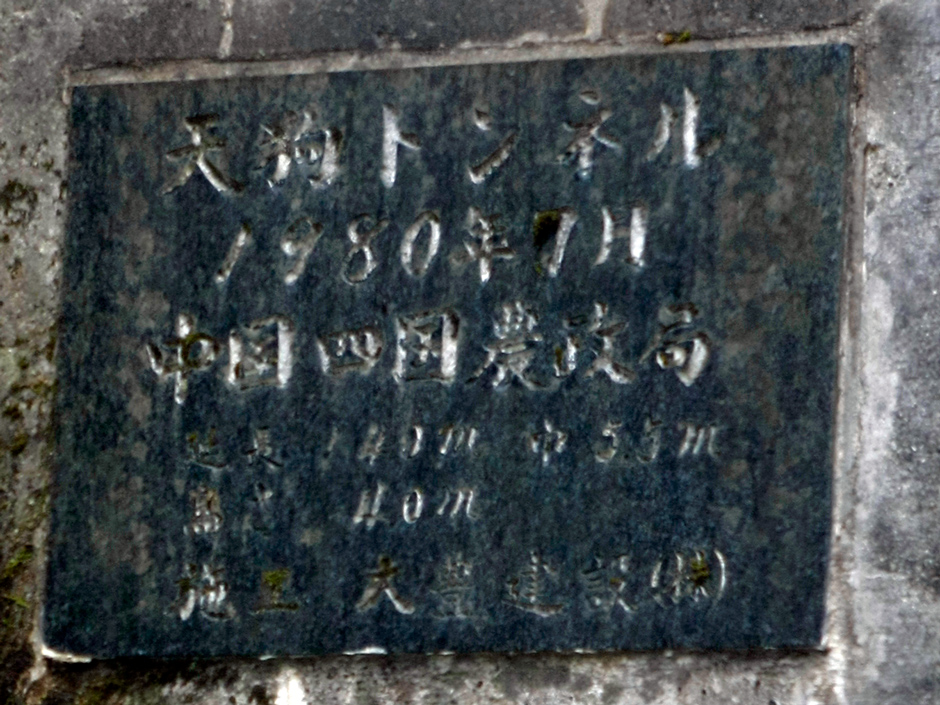 天狗トンネル
1980年7月
中国四国農政局
延長 140m 巾 5.5m
高さ 4.0m
施工 大豊建設(株)